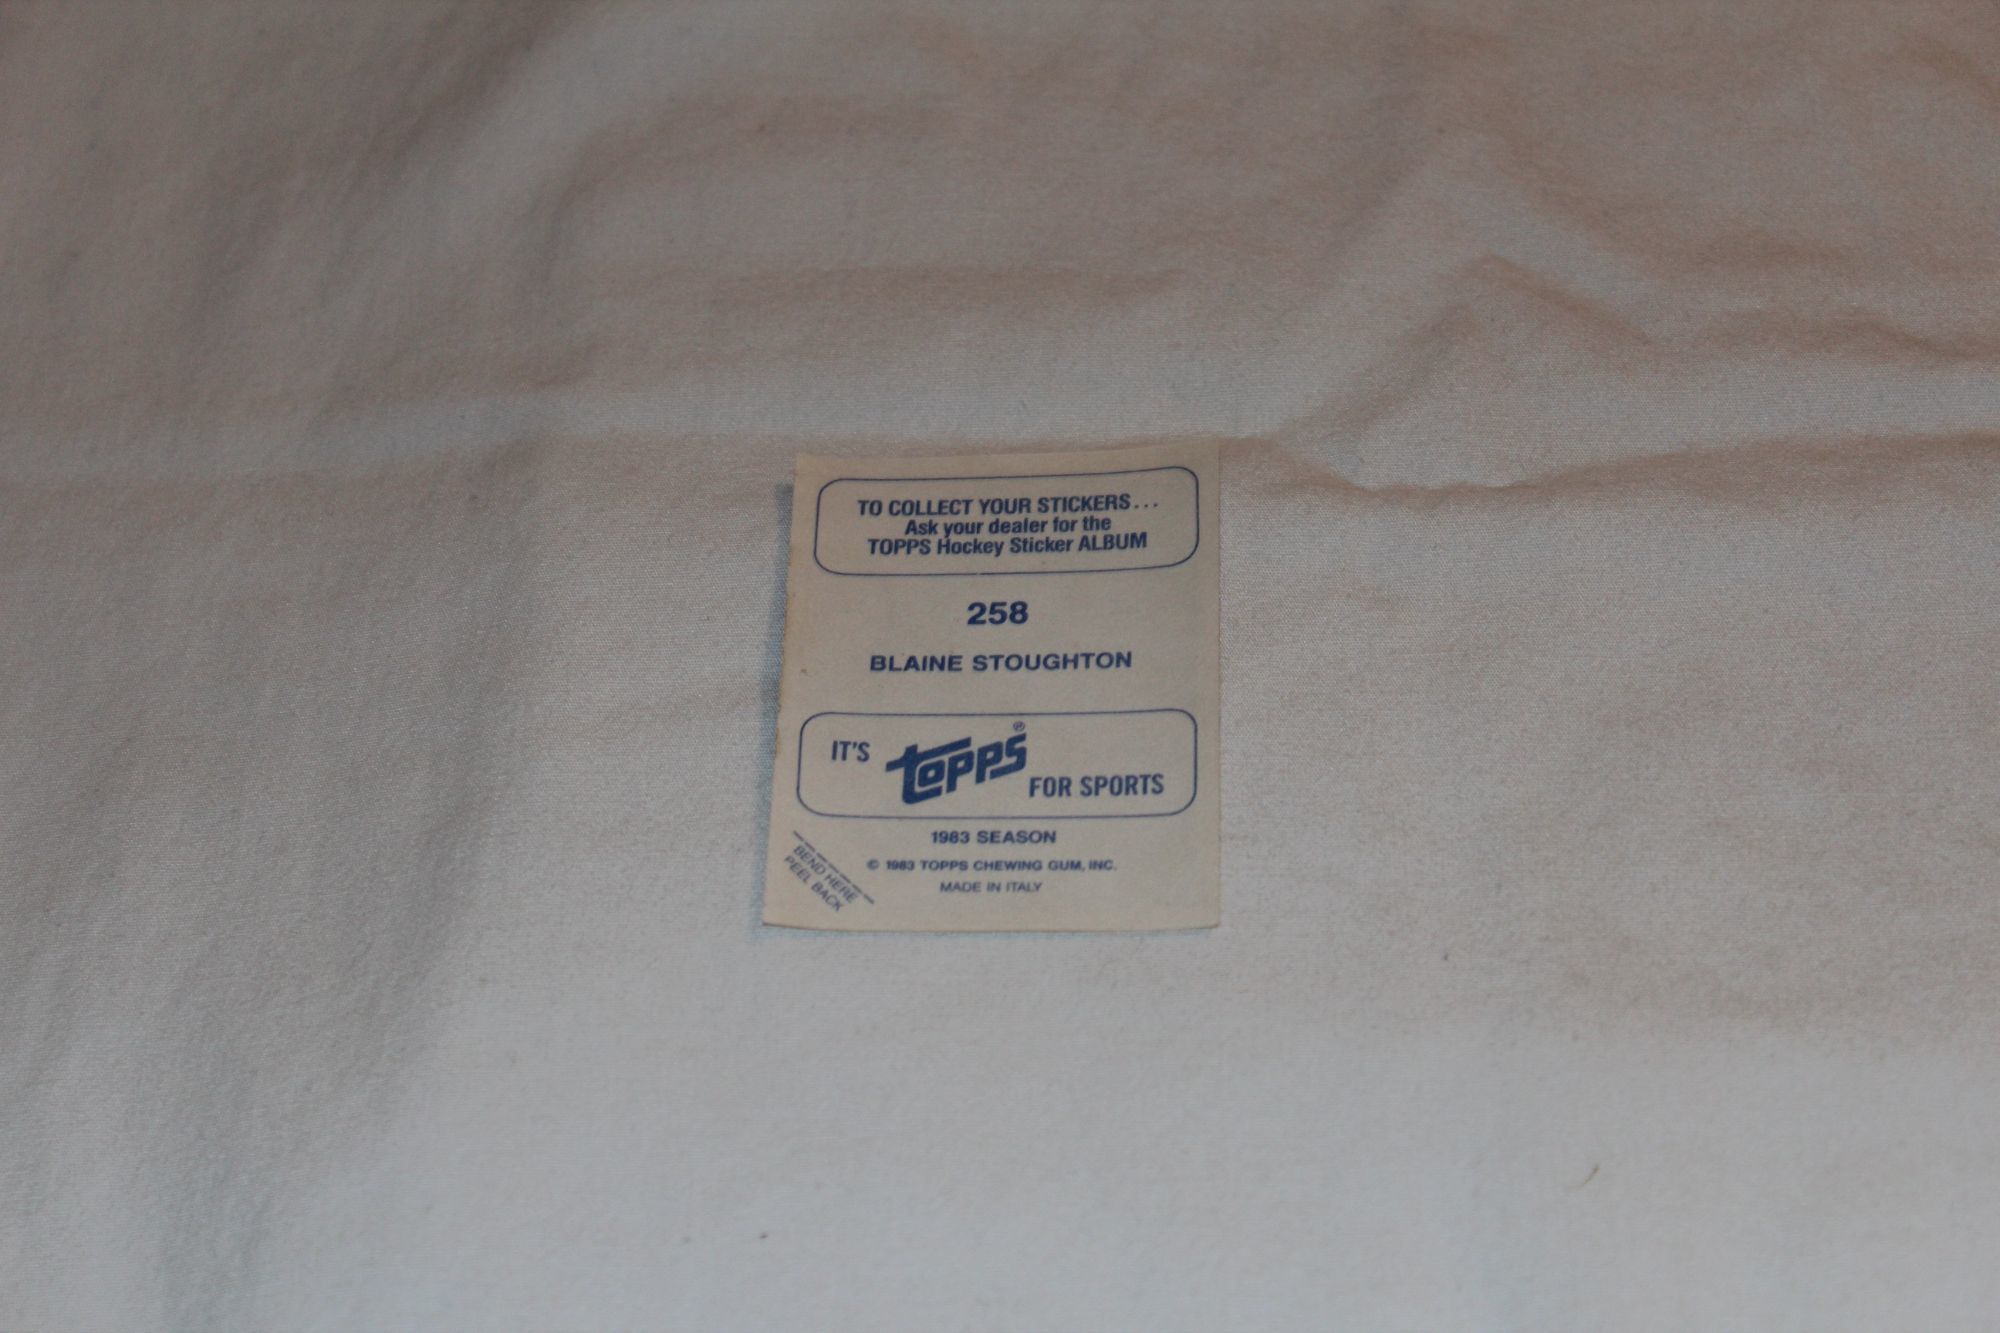 TO COLLECT YOUR STICKERS...
Ask your dealer for the
TOPPS Hockey Sticker ALBUM
258
BLAINE STOUGHTON
IT'S topps® FOR SPORTS
1983 SEASON
© 1983 TOPPS CHEWING GUM, INC.
MADE IN ITALY
BEND HERE
PEEL BACK